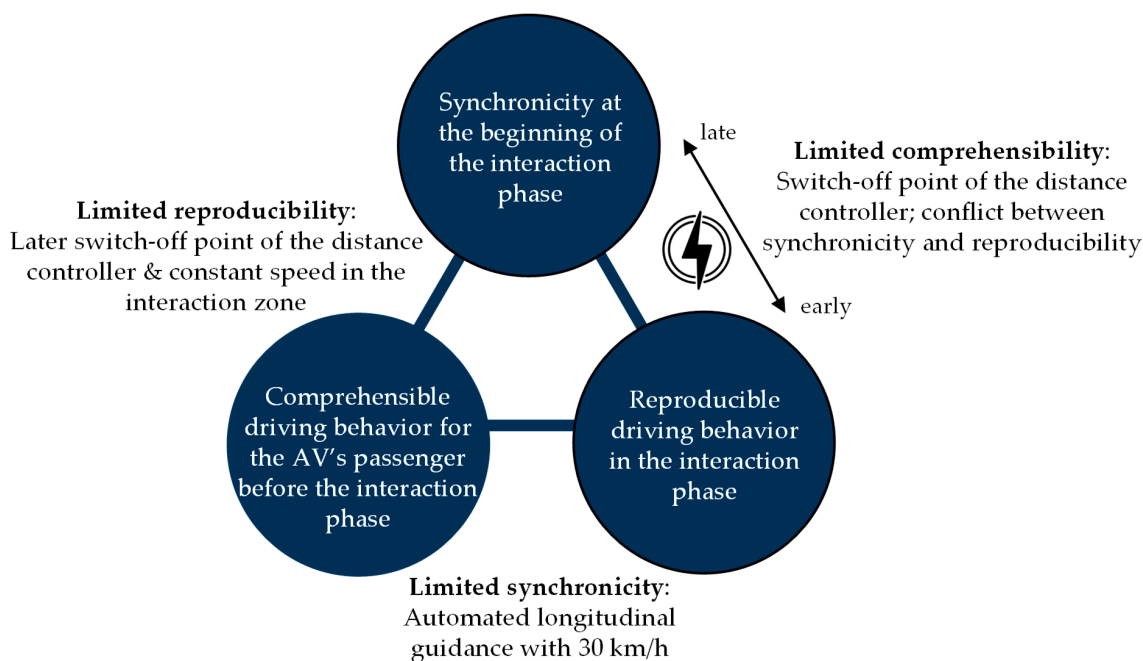 Synchronicity at
the beginning of
the interaction
phase
late
early
Limited comprehensibility:
Switch-off point of the distance
controller; conflict between
synchronicity and reproducibility
Limited reproducibility:
Later switch-off point of the distance
controller & constant speed in the
interaction zone
Comprehensible
driving behavior for
the AV’s passenger
before the interaction
phase
Reproducible
driving behavior
in the interaction
phase
Limited synchronicity:
Automated longitudinal
guidance with 30 km/h